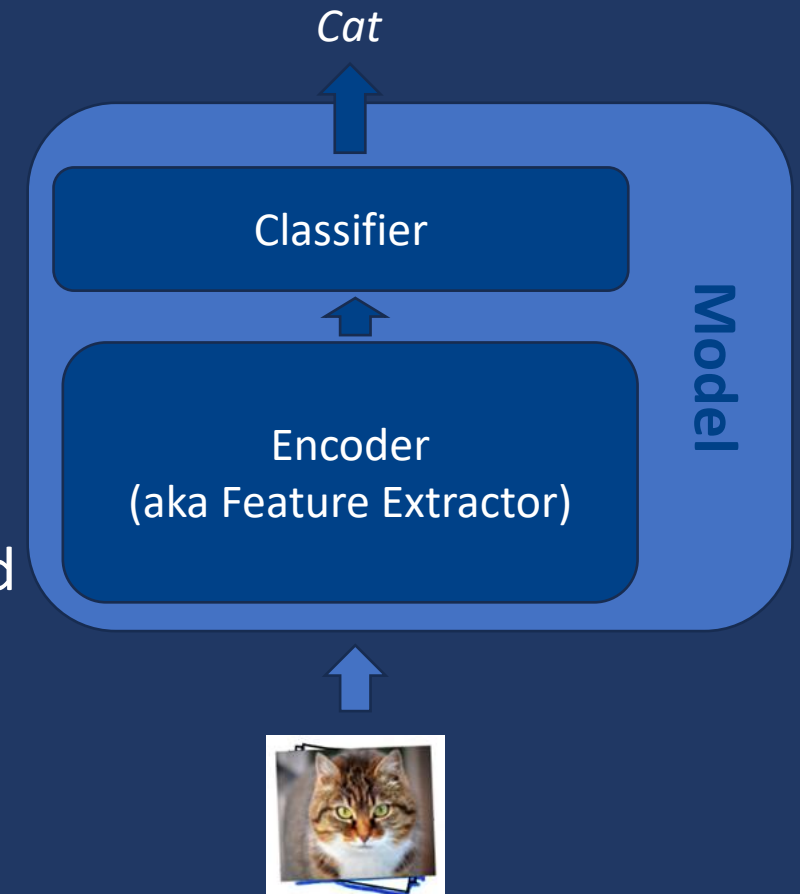 Cat
Classifier
Model
Encoder
(aka Feature Extractor)
d